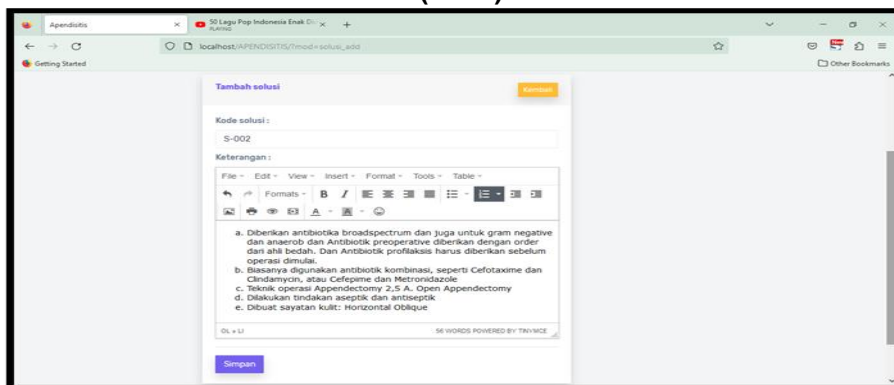 Apendisitis
50 Lagu Pop Indonesia Enak D
PLAYING
localhost/APENDISITIS/?mod=solusi_add
New
Getting Started
Other Bookmarks
Tambah solusi
Kembali
Kode solusi :
S-002
Keterangan :
File Edit View Insert Format Tools Table
Formats B I
A A
a. Diberikan antibiotika broadspectrum dan juga untuk gram negative
dan anaerob dan Antibiotik preoperative diberikan dengan order
dari ahli bedah. Dan Antibiotik profilaksis harus diberikan sebelum
operasi dimulai.
b. Biasanya digunakan antibiotik kombinasi, seperti Cefotaxime dan
Clindamycin, atau Cefepime dan Metronidazole
c. Teknik operasi Appendectomy 2,5 A. Open Appendectomy
d. Dilakukan tindakan aseptik dan antiseptik
e. Dibuat sayatan kulit: Horizontal Oblique
OL » LI 56 WORDS POWERED BY TINYMCE
Simpan